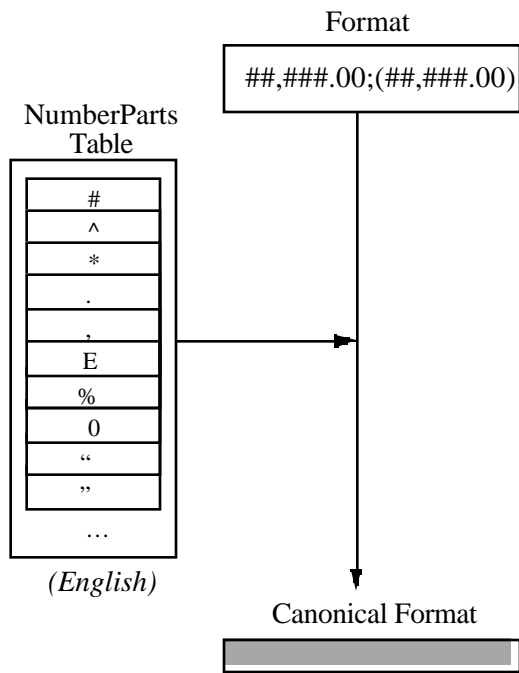 Format
##,###.00;(##,###.00)
NumberParts
Table
#
^
*
.
,
E
%
0
“
”
…
(English)
Canonical Format